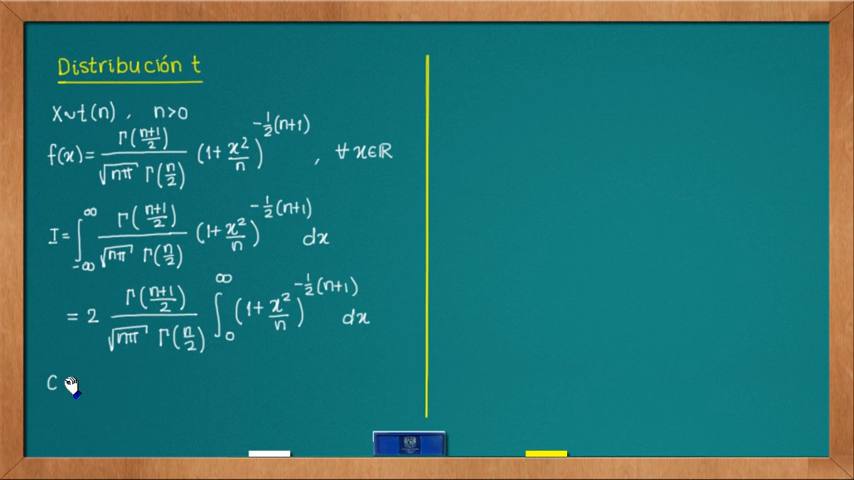 Distribución t
X~t(n), n>0
f(x)= Γ((n+1)/2) / (√(nπ) Γ(n/2)) (1+x²/n)^(-½(n+1)), ∀ x∈ℝ
I= ∫_{-∞}^{∞} Γ((n+1)/2) / (√(nπ) Γ(n/2)) (1+x²/n)^(-½(n+1)) dx
= 2 Γ((n+1)/2) / (√(nπ) Γ(n/2)) ∫_0^∞ (1+x²/n)^(-½(n+1)) dx
C